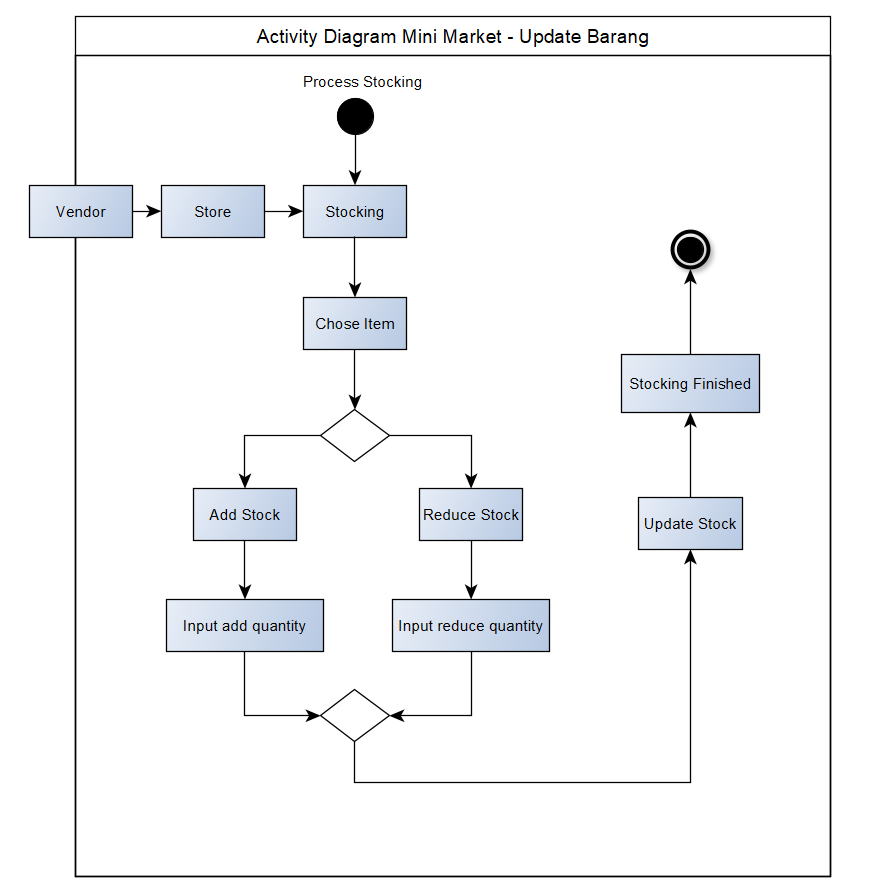 Activity Diagram Mini Market - Update Barang
Process Stocking
Vendor
Store
Stocking
Chose Item
Stocking Finished
Add Stock
Reduce Stock
Update Stock
Input add quantity
Input reduce quantity